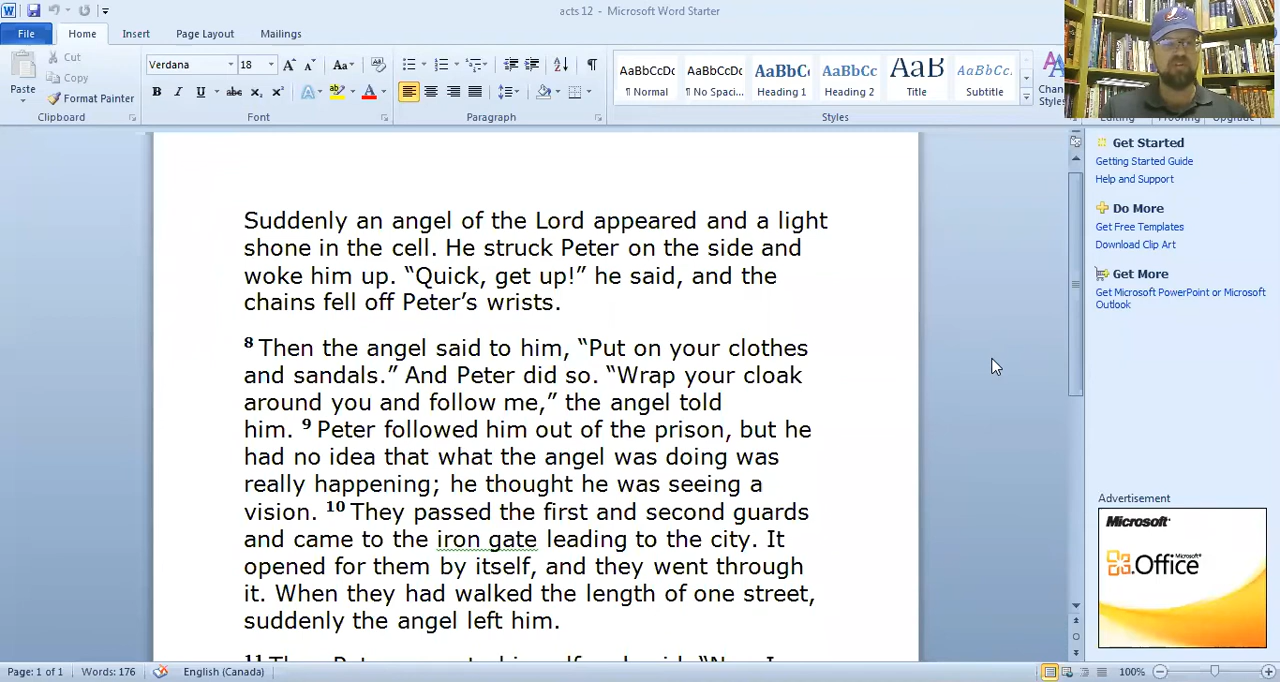 acts 12 - Microsoft Word Starter
File Home Insert Page Layout Mailings
Cut
Copy
Format Painter
Paste
Clipboard
Verdana 18
Font
Paragraph
AaBbCcDc AaBbCcDc AaBbC AaBbCc AaB AaBbCc.
¶ Normal ¶ No Spaci... Heading 1 Heading 2 Title Subtitle
Styles
Styles
Suddenly an angel of the Lord appeared and a light
shone in the cell. He struck Peter on the side and
woke him up. “Quick, get up!” he said, and the
chains fell off Peter’s wrists.
8 Then the angel said to him, “Put on your clothes
and sandals.” And Peter did so. “Wrap your cloak
around you and follow me,” the angel told
him. 9 Peter followed him out of the prison, but he
had no idea that what the angel was doing was
really happening; he thought he was seeing a
vision. 10 They passed the first and second guards
and came to the iron gate leading to the city. It
opened for them by itself, and they went through
it. When they had walked the length of one street,
suddenly the angel left him.
Get Started
Getting Started Guide
Help and Support
Do More
Get Free Templates
Download Clip Art
Get More
Get Microsoft PowerPoint or Microsoft
Outlook
Advertisement
Microsoft
Office
Page: 1 of 1 Words: 176 English (Canada) 100%